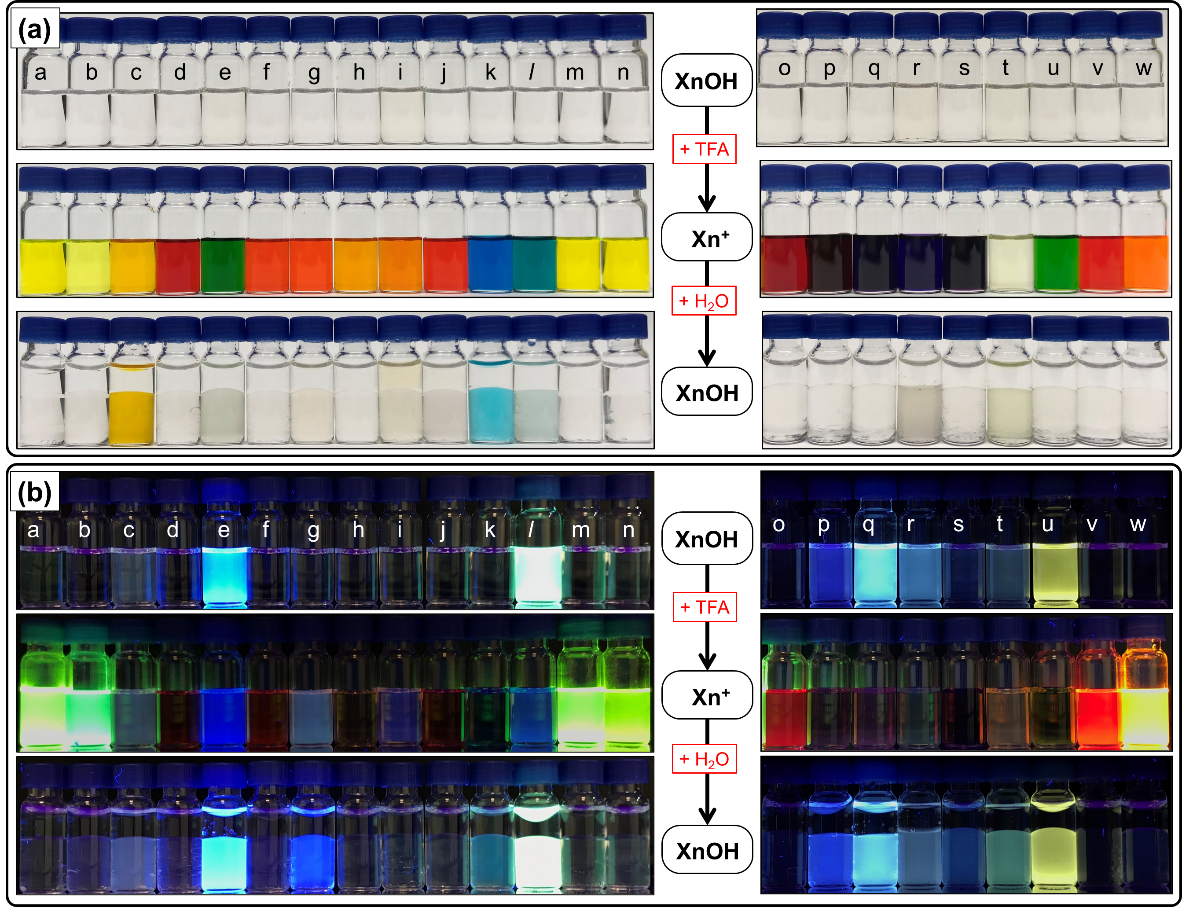 (a)
a b c d e f g h i j k l m n
XnOH
o p q r s t u v w
+ TFA
Xn⁺
+ H₂O
XnOH
(b)
a b c d e f g h i j k l m n
XnOH
o p q r s t u v w
+ TFA
Xn⁺
+ H₂O
XnOH